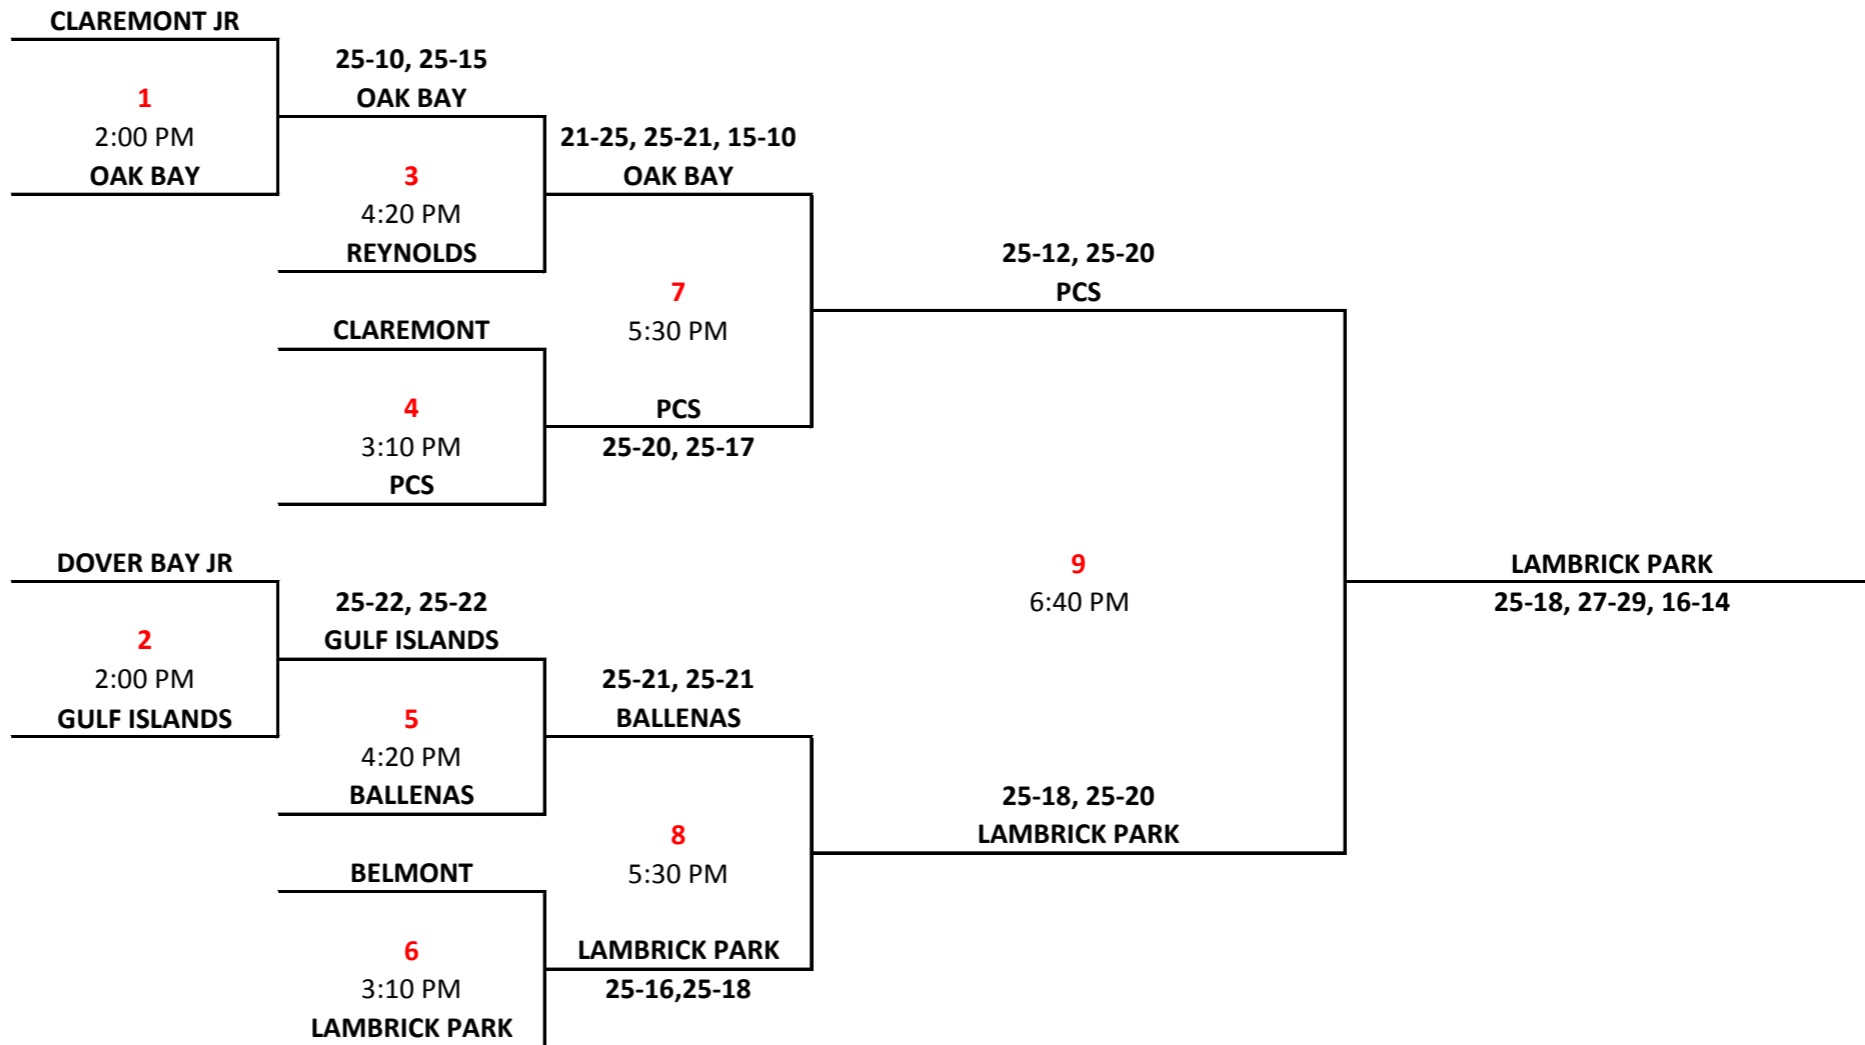 CLAREMONT JR
25-10, 25-15
1
OAK BAY
2:00 PM
21-25, 25-21, 15-10
OAK BAY
3
OAK BAY
4:20 PM
REYNOLDS
25-12, 25-20
7
PCS
CLAREMONT
5:30 PM
4
PCS
3:10 PM
25-20, 25-17
PCS
DOVER BAY JR
9
LAMBRICK PARK
25-22, 25-22
6:40 PM
25-18, 27-29, 16-14
2
GULF ISLANDS
2:00 PM
25-21, 25-21
GULF ISLANDS
5
BALLENAS
4:20 PM
BALLENAS
25-18, 25-20
8
LAMBRICK PARK
BELMONT
5:30 PM
6
LAMBRICK PARK
3:10 PM
25-16,25-18
LAMBRICK PARK